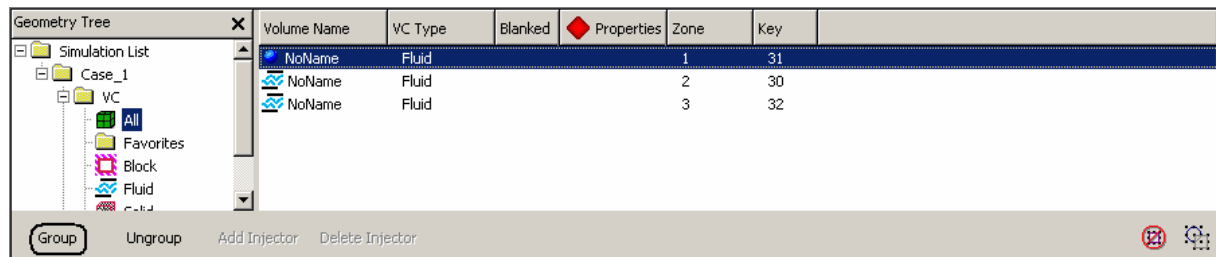 Geometry Tree
Volume Name VC Type Blanked Properties Zone Key
Simulation List
NoName Fluid 1 31
Case_1
NoName Fluid 2 30
VC
NoName Fluid 3 32
All
Favorites
Block
Fluid
Solid
Group Ungroup Add Injector Delete Injector